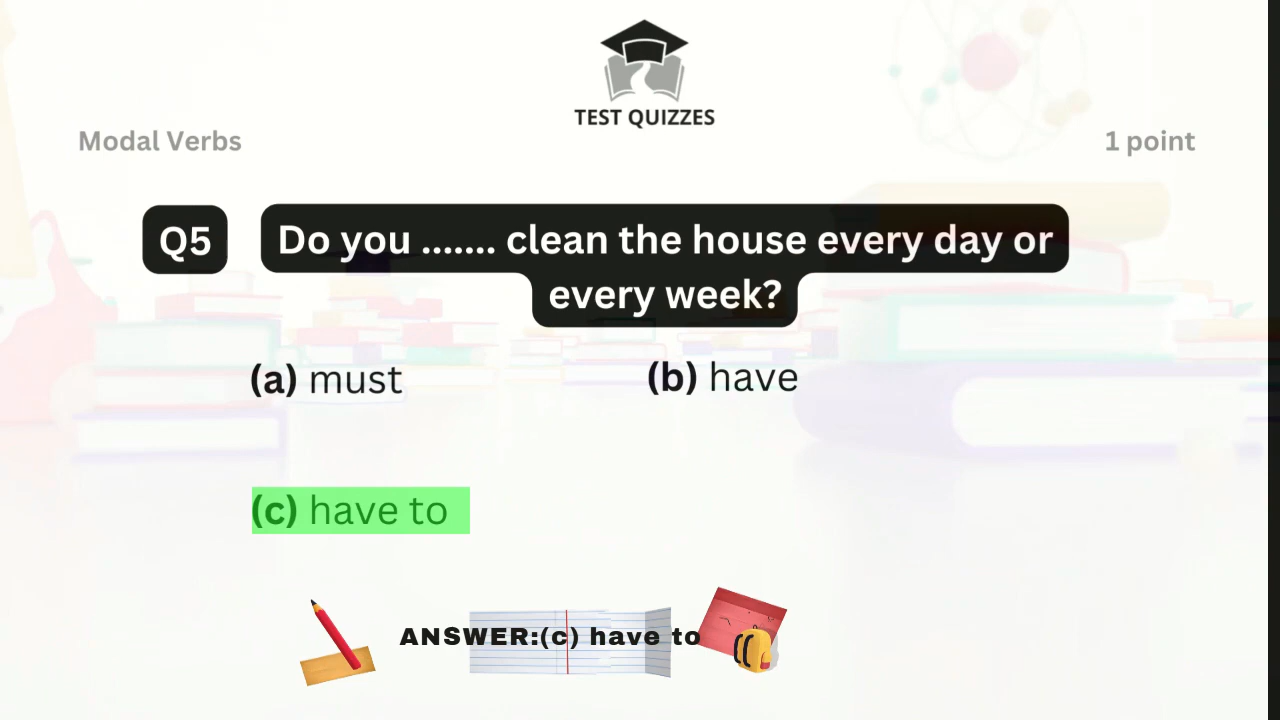 TEST QUIZZES
Modal Verbs
1 point
Q5
Do you ....... clean the house every day or
every week?
(a) must
(b) have
(c) have to
ANSWER:(c) have to